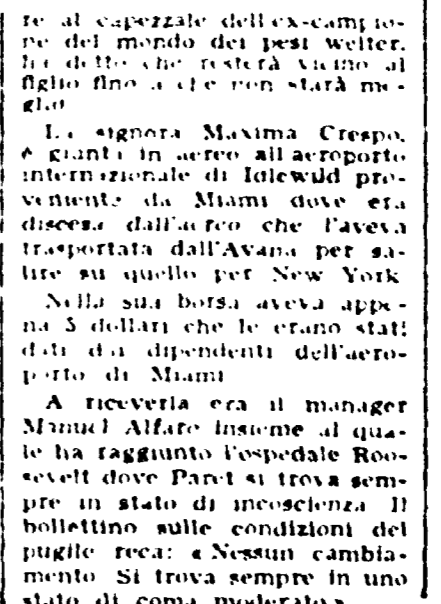 re al capezzale dell'ex-campio-
ne del mondo dei pesi welter,
ha detto che resterà vicino al
figlio fino a che non starà me-
glio
La signora Maxima Crespo,
è giunta in aereo all'aeroporto
internazionale di Idlewild pro-
veniente da Miami dove era
discesa dall'aereo che l'aveva
trasportata dall'Avana per sa-
lire su quello per New York
Nella sua borsa aveva appe-
na 5 dollari che le erano stati
dati dai dipendenti dell'aero-
porto di Miami
A riceverla era il manager
Manuel Alfaro insieme al qua-
le ha raggiunto l'ospedale Roo-
sevelt dove Paret si trova sem-
pre in stato di incoscienza Il
bollettino sulle condizioni del
pugile reca: « Nessun cambia-
mento Si trova sempre in uno
stato di coma moderato »